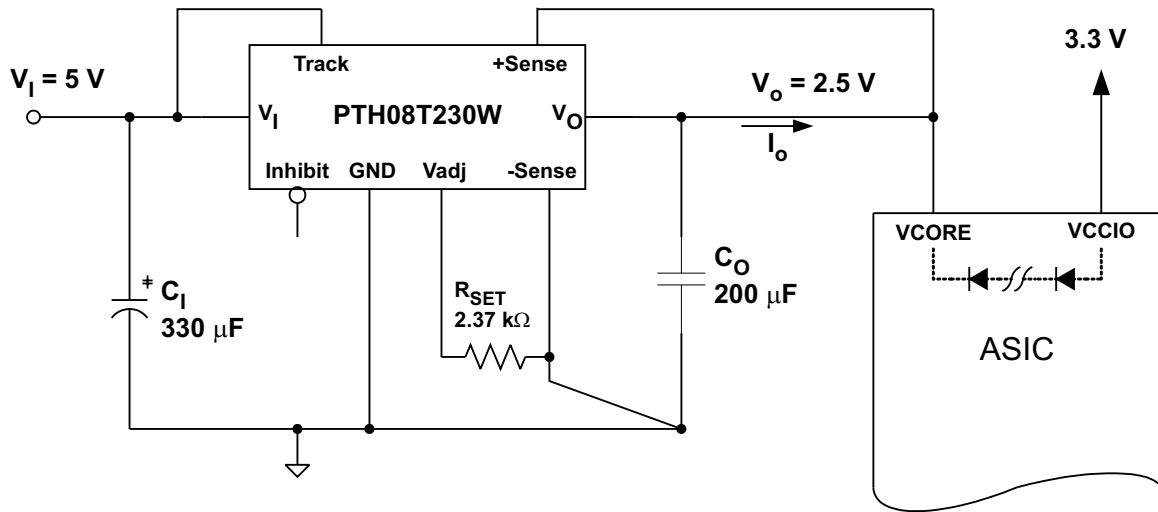 3.3 V
Track
+Sense
V_I = 5 V
V_o = 2.5 V
V_I
PTH08T230W
V_O
I_o
Inhibit
GND
Vadj
-Sense
VCORE
VCCIO
ǂ C_I
330 μF
R_SET
2.37 kΩ
C_O
200 μF
ASIC